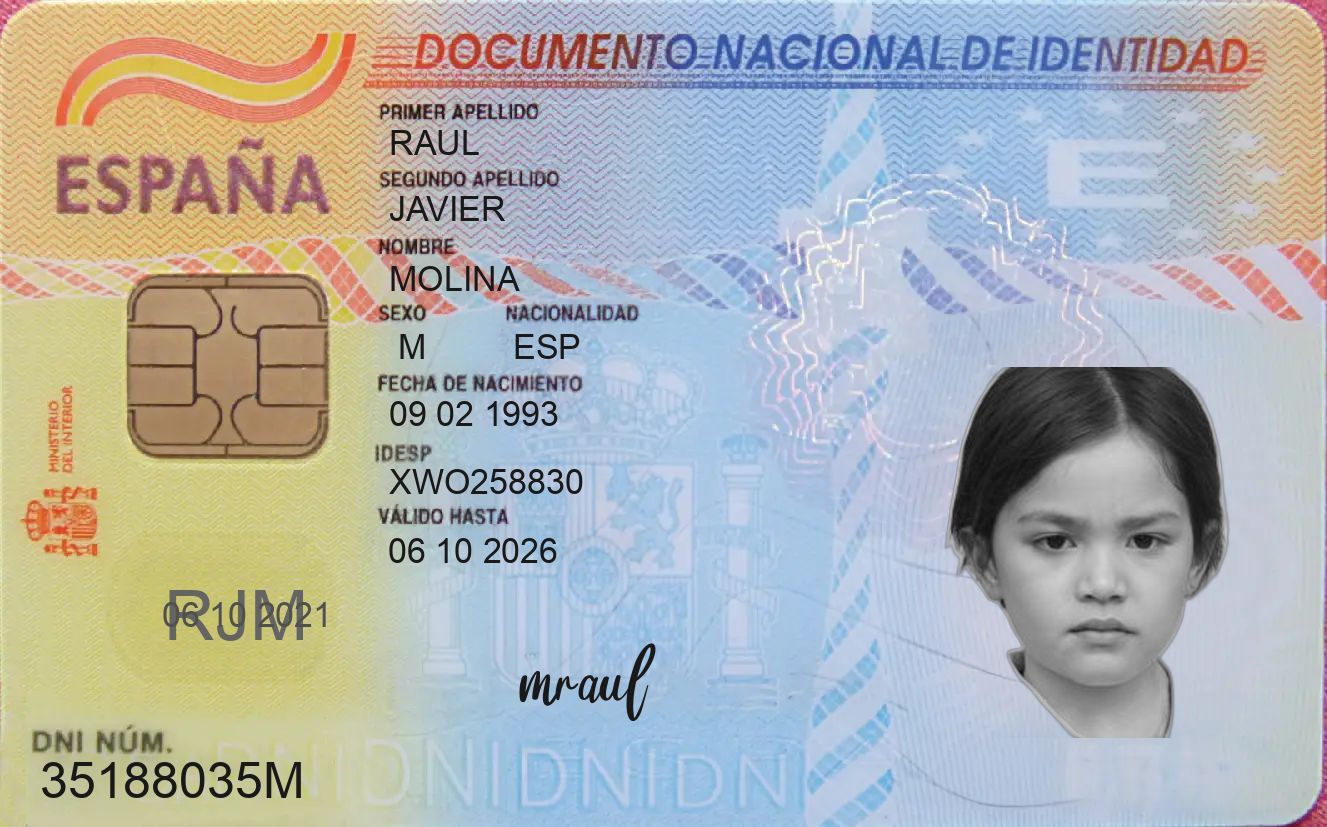 DOCUMENTO NACIONAL DE IDENTIDAD
ESPAÑA
PRIMER APELLIDO
RAUL
SEGUNDO APELLIDO
JAVIER
NOMBRE
MOLINA
SEXO NACIONALIDAD
M ESP
FECHA DE NACIMIENTO
09 02 1993
IDESP
XWO258830
VÁLIDO HASTA
06 10 2026
MINISTERIO
DEL INTERIOR
E
RJM
06 10 2021
mraul
DNI NÚM.
35188035M
DNIDNIDNIDNI